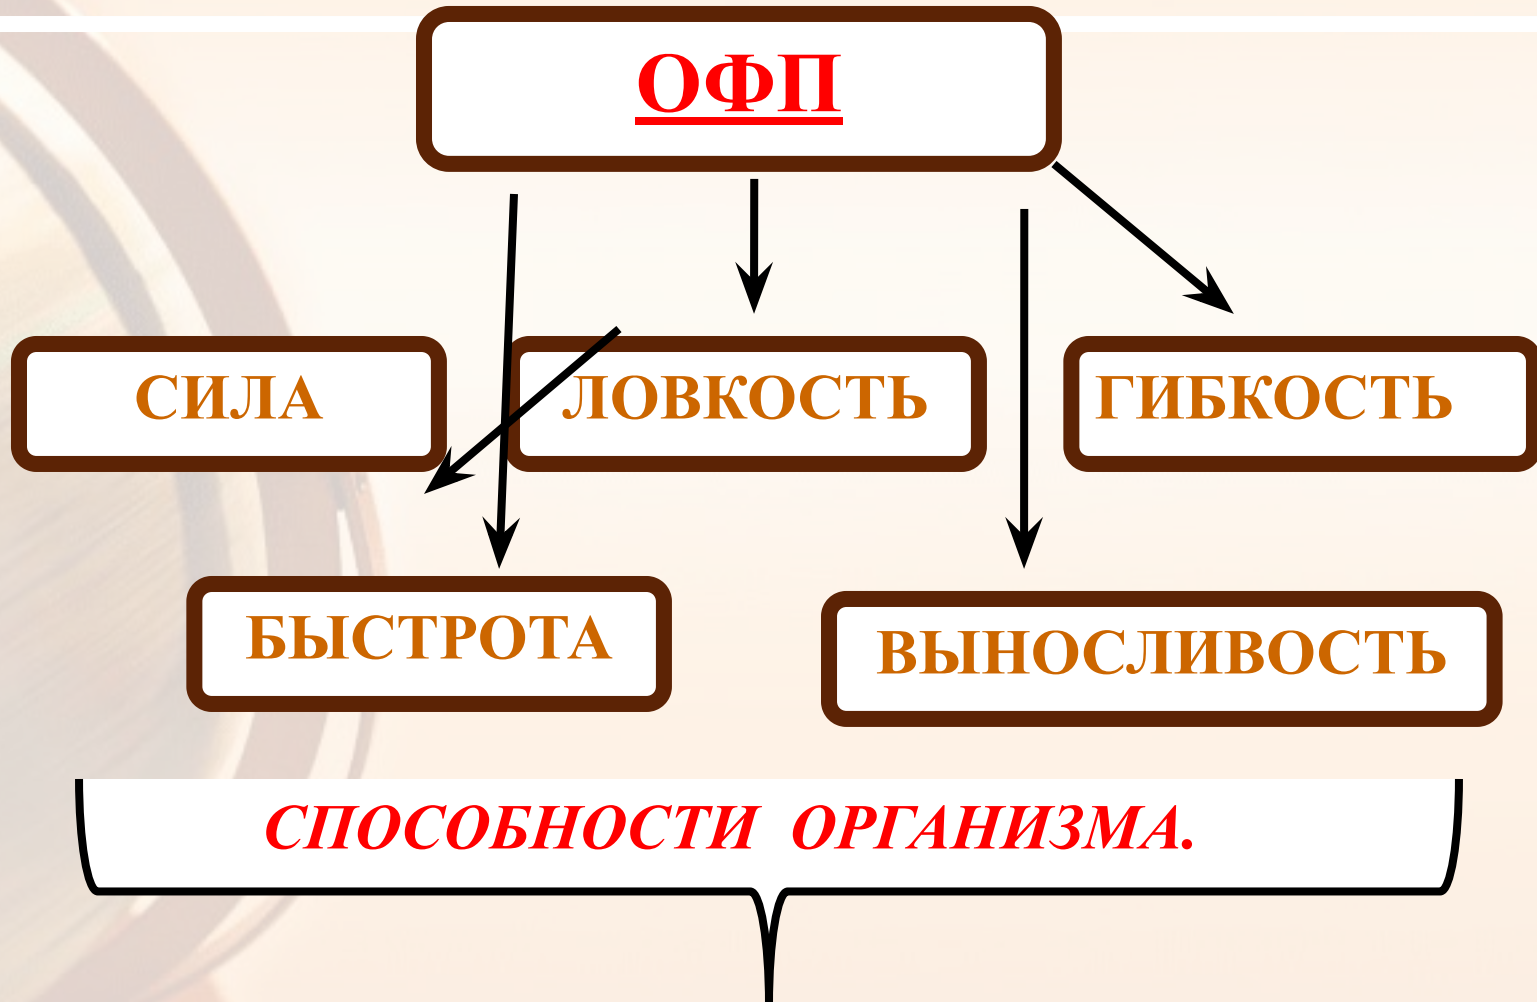 ОФП
СИЛА
ЛОВКОСТЬ
ГИБКОСТЬ
БЫСТРОТА
ВЫНОСЛИВОСТЬ
СПОСОБНОСТИ ОРГАНИЗМА.